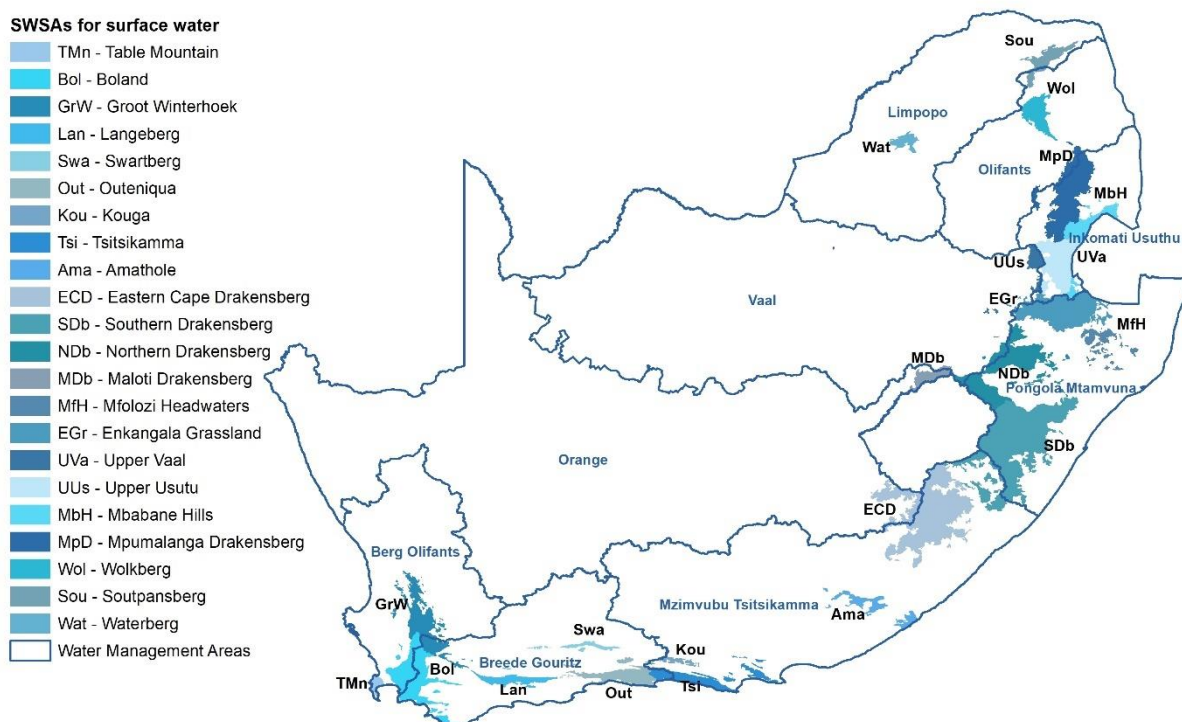 SWSAs for surface water
TMn - Table Mountain
Bol - Boland
GrW - Groot Winterhoek
Lan - Langeberg
Swa - Swartberg
Out - Outeniqua
Kou - Kouga
Tsi - Tsitsikamma
Ama - Amathole
ECD - Eastern Cape Drakensberg
SDb - Southern Drakensberg
NDb - Northern Drakensberg
MDb - Maloti Drakensberg
MfH - Mfolozi Headwaters
EGr - Enkangala Grassland
UVa - Upper Vaal
UUs - Upper Usutu
MbH - Mbabane Hills
MpD - Mpumalanga Drakensberg
Wol - Wolkberg
Sou - Soutpansberg
Wat - Waterberg
Water Management Areas
Sou
Wol
Limpopo
Wat
MpD
Olifants
MbH
Inkomati Usuthu
UVa
UUs
Vaal
EGr
MfH
MDb
NDb
Pongola Mtamvuna
SDb
Orange
ECD
Berg Olifants
GrW
Mzimvubu Tsitsikamma
Ama
Swa
Kou
Bol
Breede Gouritz
TMn
Lan
Out
Tsi